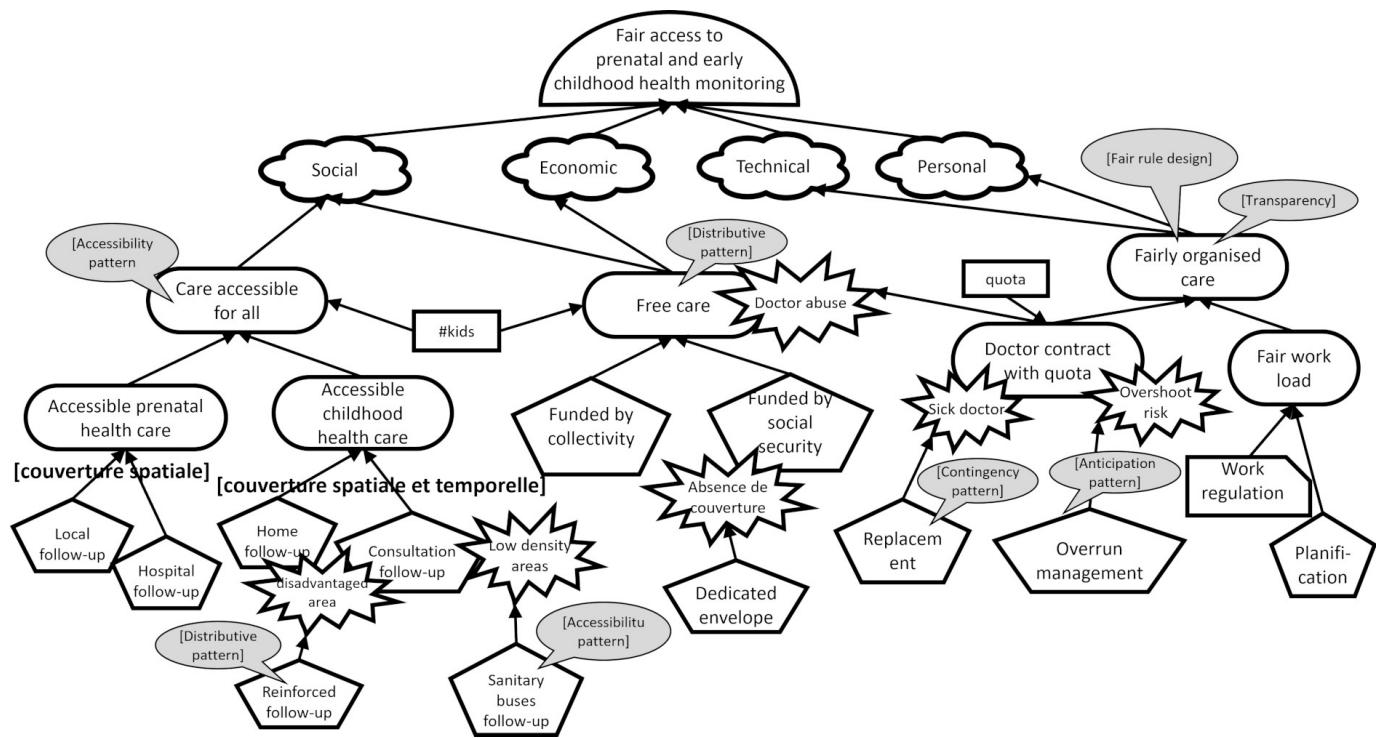 Fair access to
prenatal and early
childhood health monitoring
Social
Economic
Technical
Personal
[Fair rule design]
[Transparency]
[Accessibility
pattern
[Distributive
pattern]
Care accessible
for all
#kids
Free care
Doctor abuse
quota
Fairly organised
care
Accessible prenatal
health care
Accessible
childhood
health care
Funded by
collectivity
Funded by
social
security
Doctor contract
with quota
Sick doctor
Overshoot
risk
Fair work
load
[couverture spatiale]
[couverture spatiale et temporelle]
Absence de
couverture
[Contingency
pattern]
[Anticipation
pattern]
Work
regulation
Local
follow-up
Hospital
follow-up
Home
follow-up
Consultation
follow-up
Low density
areas
disadvantaged
area
Dedicated
envelope
Replacem
ent
Overrun
management
Planifi-
cation
[Distributive
pattern]
[Accessibilitu
pattern]
Reinforced
follow-up
Sanitary
buses
follow-up